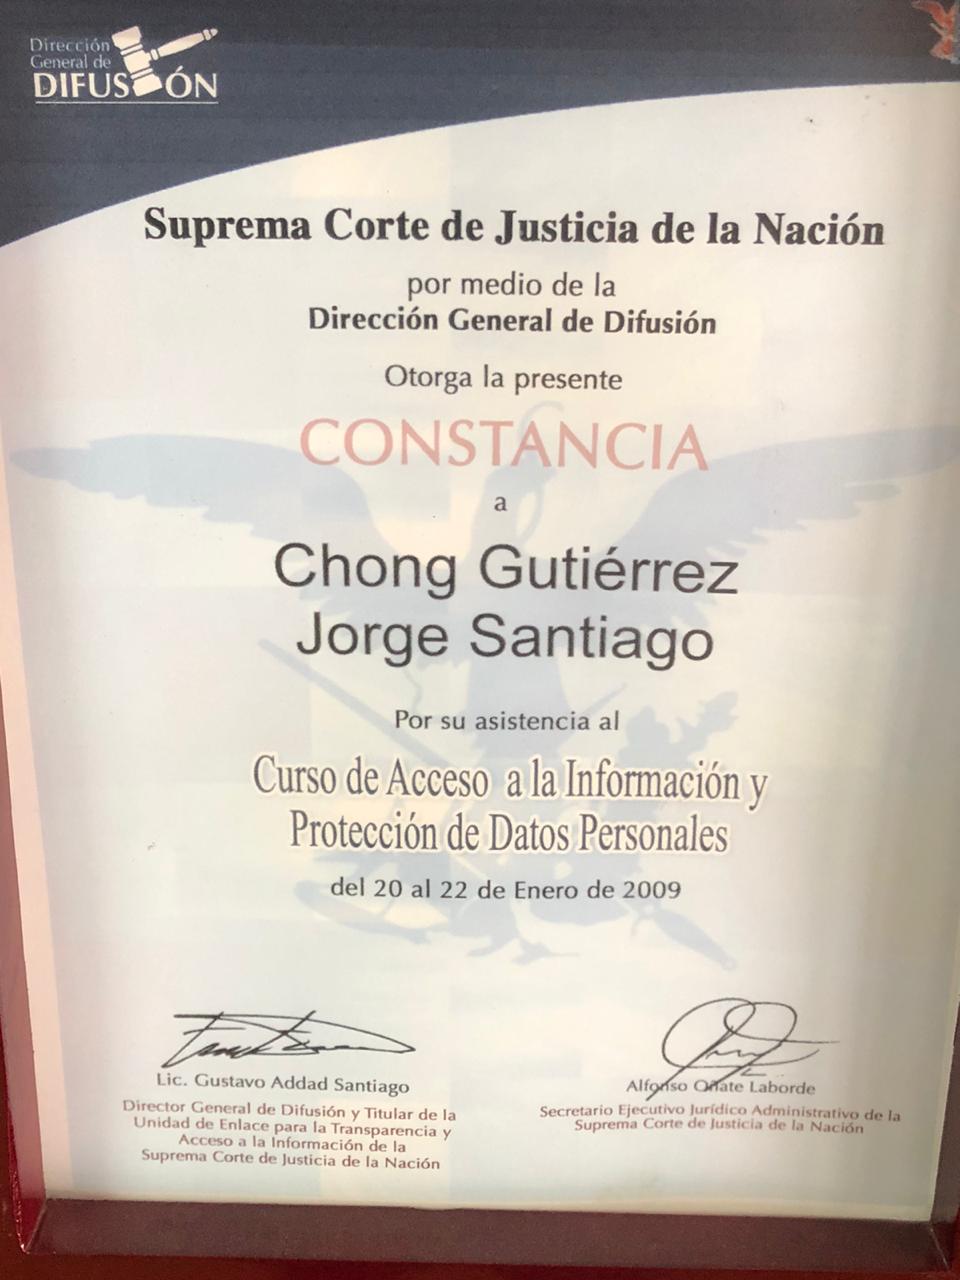 Dirección
General de
DIFUSIÓN
Suprema Corte de Justicia de la Nación
por medio de la
Dirección General de Difusión
Otorga la presente
CONSTANCIA
a
Chong Gutiérrez
Jorge Santiago
Por su asistencia al
Curso de Acceso a la Información y
Protección de Datos Personales
del 20 al 22 de Enero de 2009
Lic. Gustavo Addad Santiago
Director General de Difusión y Titular de la
Unidad de Enlace para la Transparencia y
Acceso a la Información de la
Suprema Corte de Justicia de la Nación
Alfonso Oñate Laborde
Secretario Ejecutivo Jurídico Administrativo de la
Suprema Corte de Justicia de la Nación